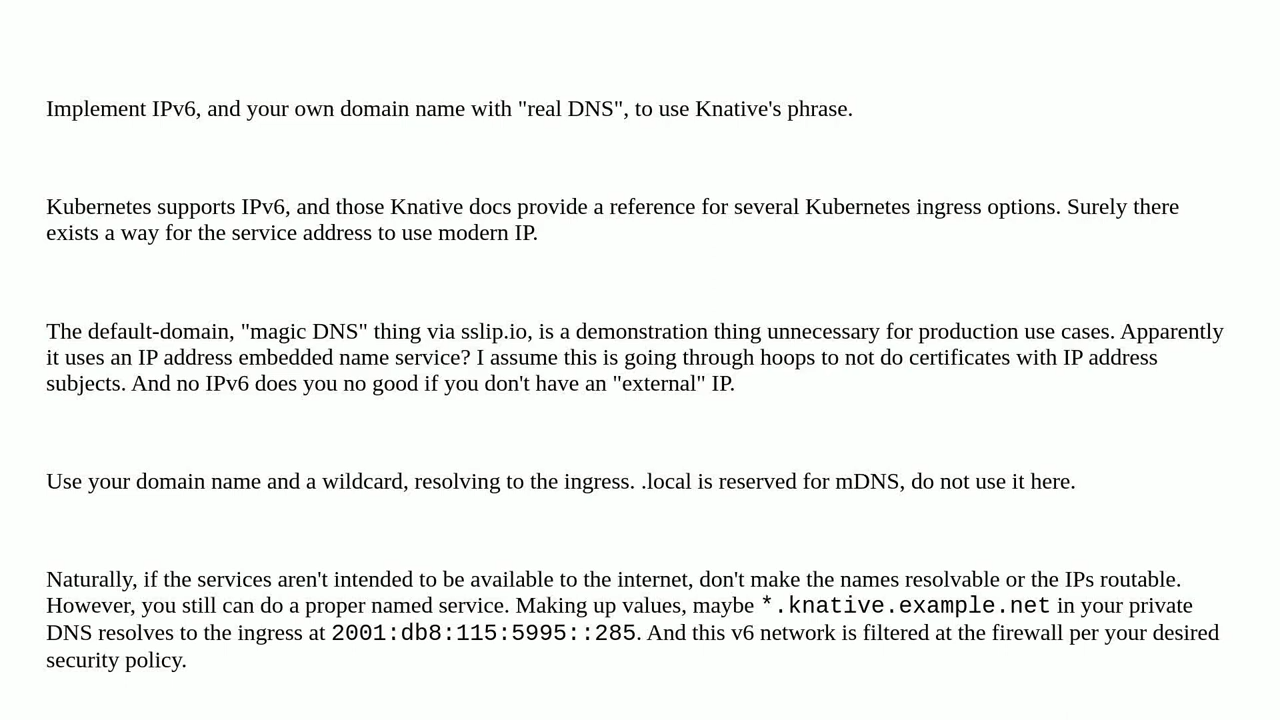 Implement IPv6, and your own domain name with "real DNS", to use Knative's phrase.
Kubernetes supports IPv6, and those Knative docs provide a reference for several Kubernetes ingress options. Surely there
exists a way for the service address to use modern IP.
The default-domain, "magic DNS" thing via sslip.io, is a demonstration thing unnecessary for production use cases. Apparently
it uses an IP address embedded name service? I assume this is going through hoops to not do certificates with IP address
subjects. And no IPv6 does you no good if you don't have an "external" IP.
Use your domain name and a wildcard, resolving to the ingress. .local is reserved for mDNS, do not use it here.
Naturally, if the services aren't intended to be available to the internet, don't make the names resolvable or the IPs routable.
However, you still can do a proper named service. Making up values, maybe *.knative.example.net in your private
DNS resolves to the ingress at 2001:db8:115:5995::285. And this v6 network is filtered at the firewall per your desired
security policy.